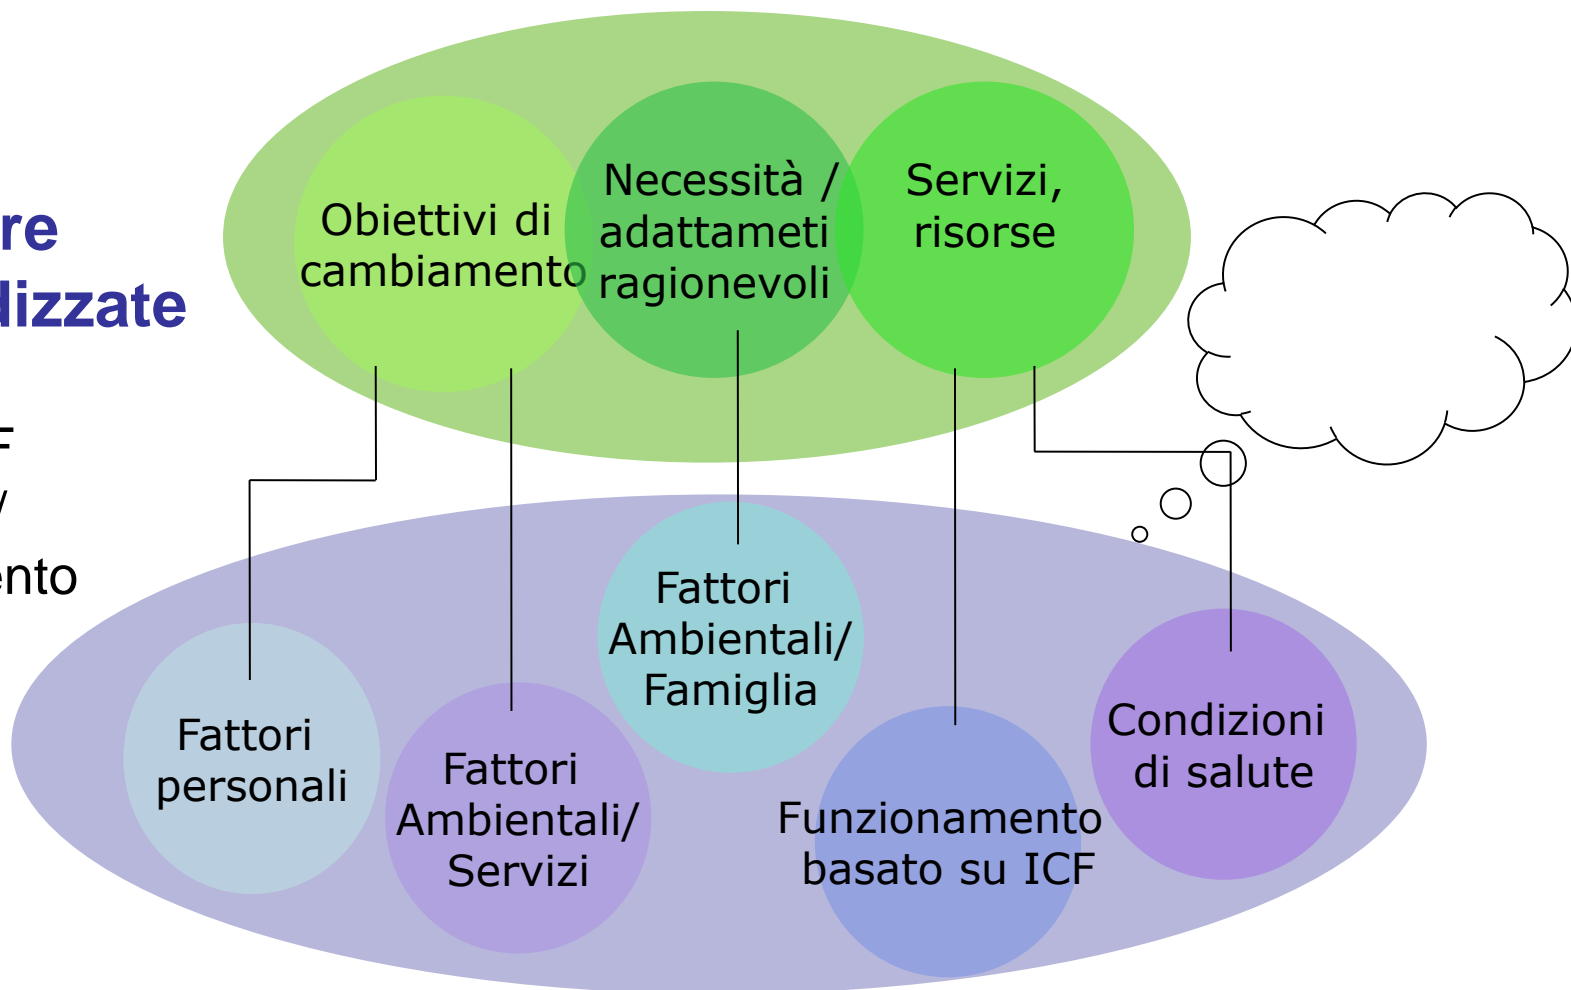 re
dizzate
F
/
ento
Obiettivi di
cambiamento
Necessità /
adattameti
ragionevoli
Servizi,
risorse
Fattori
personali
Fattori
Ambientali/
Servizi
Fattori
Ambientali/
Famiglia
Funzionamento
basato su ICF
Condizioni
di salute